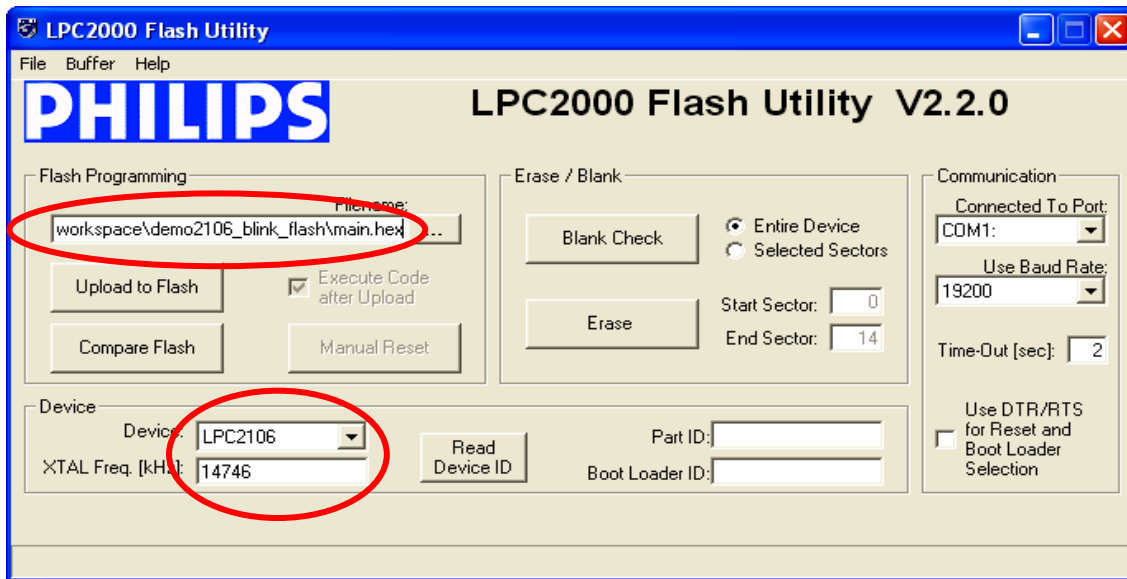 LPC2000 Flash Utility
File Buffer Help
PHILIPS
LPC2000 Flash Utility V2.2.0
Flash Programming
Filename:
workspace\demo2106_blink_flash\main.hex
...
Upload to Flash
Execute Code
after Upload
Compare Flash
Manual Reset
Erase / Blank
Blank Check
Entire Device
Selected Sectors
Erase
Start Sector: 0
End Sector: 14
Communication
Connected To Port:
COM1:
Use Baud Rate:
19200
Time-Out [sec]: 2
Use DTR/RTS
for Reset and
Boot Loader
Selection
Device
Device: LPC2106
XTAL Freq. [kHz]: 14746
Read
Device ID
Part ID:
Boot Loader ID: